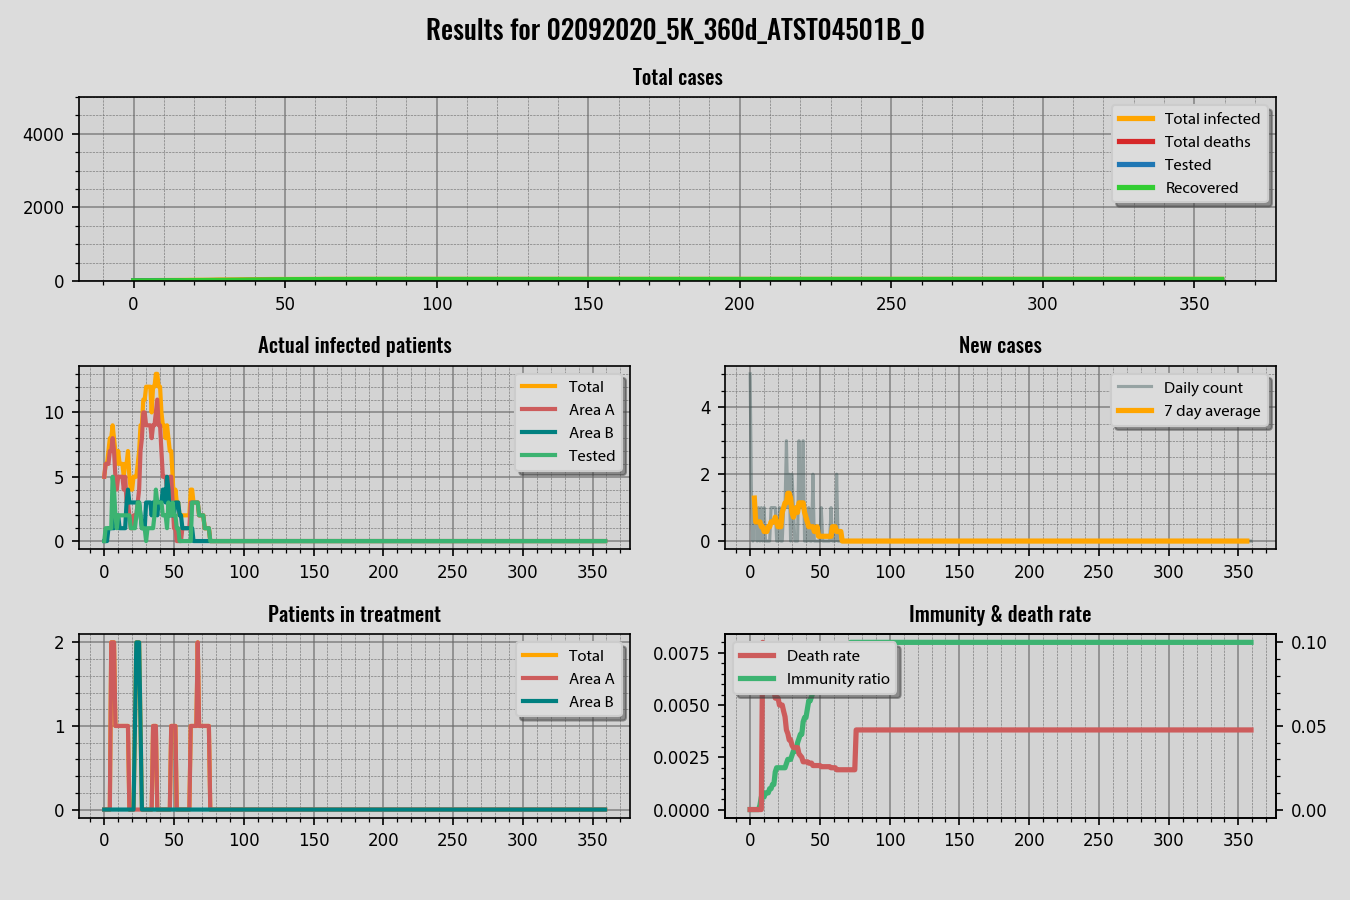 Results for 02092020_5K_360d_ATST04501B_0
Total cases
4000
2000
0
Total infected
Total deaths
Tested
Recovered
0 50 100 150 200 250 300 350
Actual infected patients
10
5
0
Total
Area A
Area B
Tested
0 50 100 150 200 250 300 350
New cases
4
2
0
Daily count
7 day average
0 50 100 150 200 250 300 350
Patients in treatment
2
1
0
Total
Area A
Area B
0 50 100 150 200 250 300 350
Immunity & death rate
0.0075
0.0050
0.0025
0.0000
Death rate
Immunity ratio
0.10
0.05
0.00
0 50 100 150 200 250 300 350